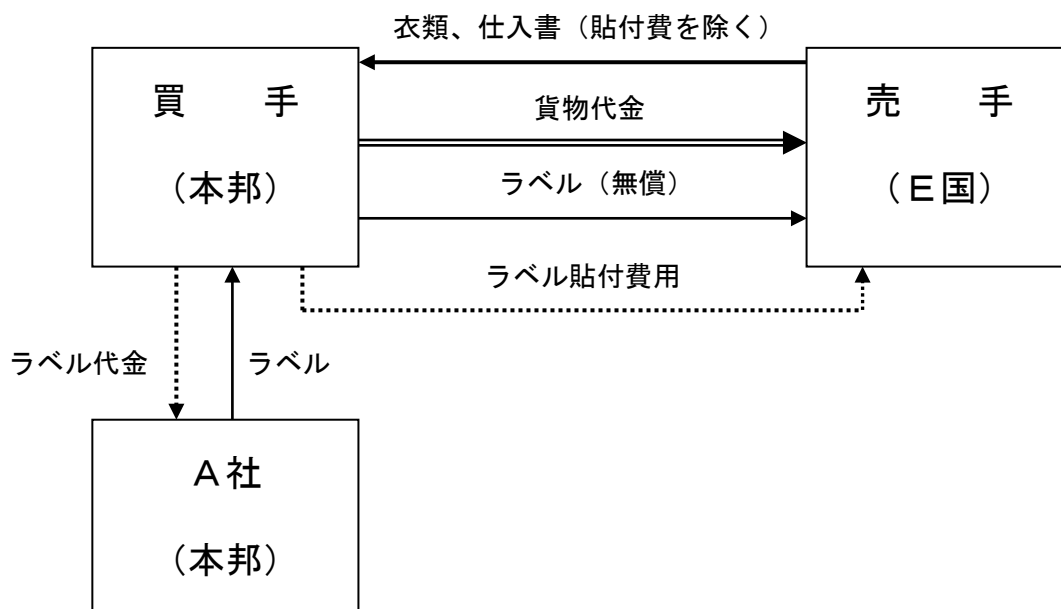 衣類、仕入書（貼付費を除く）
買　　手
（本邦）
売　　手
（Ｅ国）
貨物代金
ラベル（無償）
ラベル貼付費用
ラベル代金
ラベル
Ａ社
（本邦）